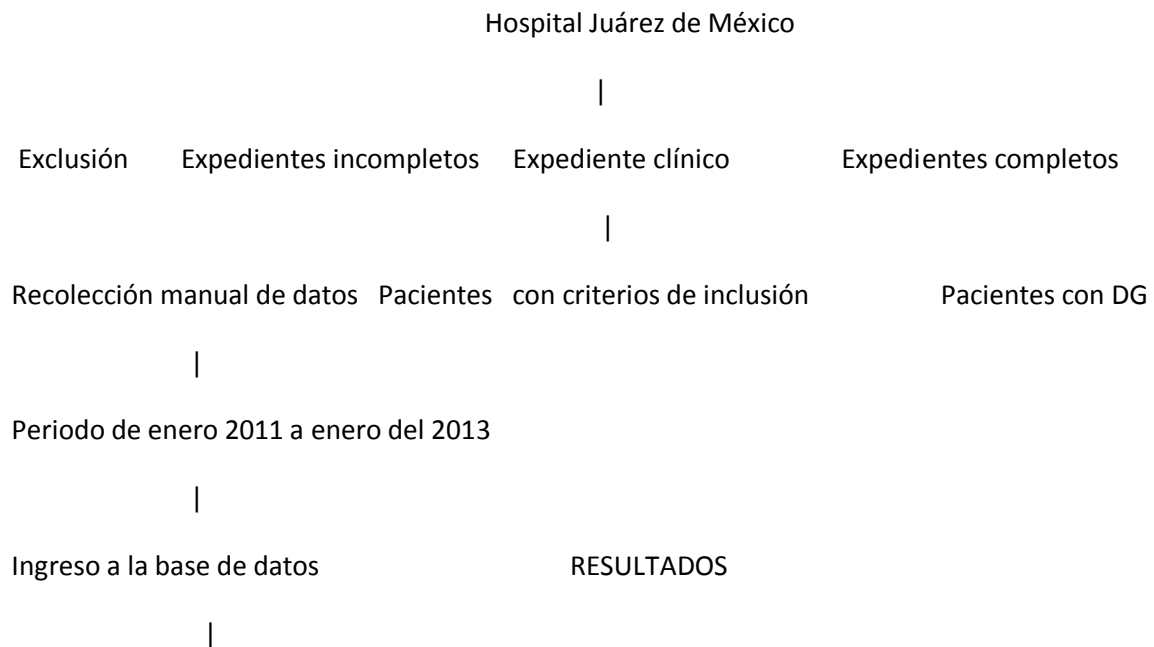 Hospital Juárez de México
|
Exclusión Expedientes incompletos Expediente clínico Expedientes completos
|
Recolección manual de datos Pacientes con criterios de inclusión Pacientes con DG
|
Periodo de enero 2011 a enero del 2013
|
Ingreso a la base de datos RESULTADOS
|